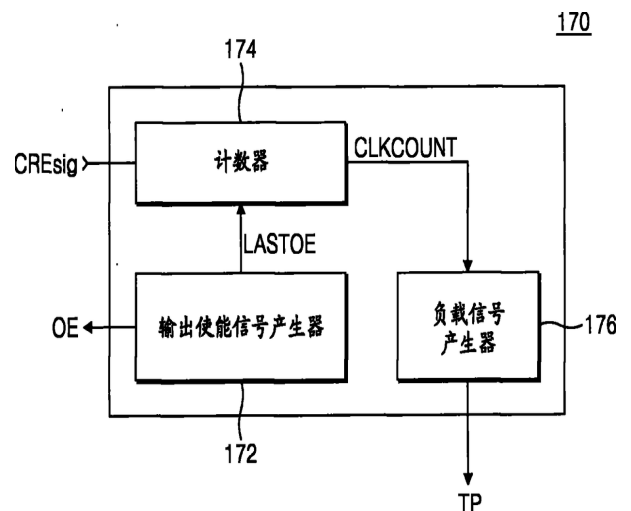 170
174
CREsig
计数器
CLKCOUNT
LASTOE
OE
输出使能信号产生器
负载信号
产生器
176
172
TP